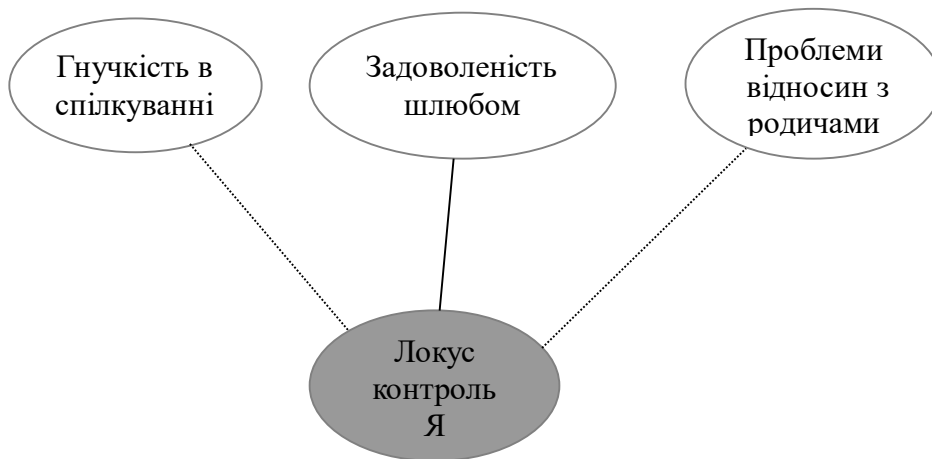 Гнучкість в
спілкуванні
Задоволеність
шлюбом
Проблеми
відносин з
родичами
Локус
контроль
Я